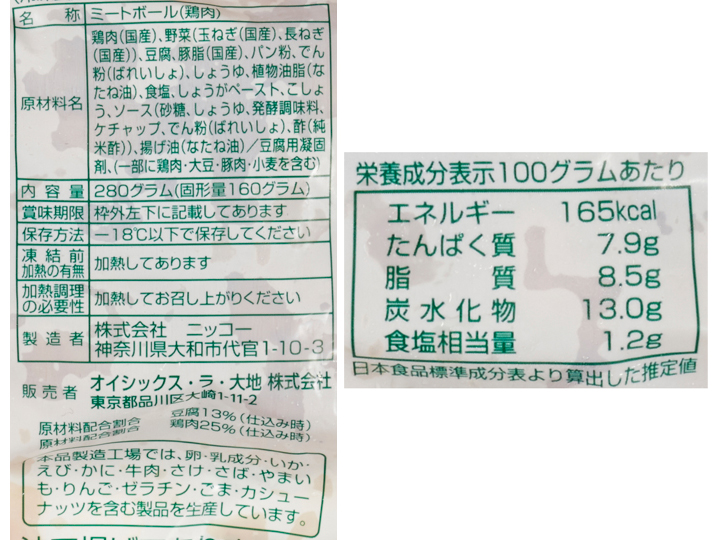 名称 ミートボール(鶏肉)
原材料名 鶏肉(国産)、野菜(玉ねぎ(国産)、長ねぎ
(国産))、豆腐、豚脂(国産)、パン粉、でん
粉(ばれいしょ)、しょうゆ、植物油脂(な
たね油)、食塩、しょうがペースト、こしょ
う、ソース(砂糖、しょうゆ、発酵調味料、
ケチャップ、でん粉(ばれいしょ)、酢(純
米酢))、揚げ油(なたね油)/豆腐用凝固
剤、(一部に鶏肉・大豆・豚肉・小麦を含む)
内容量 280グラム(固形量160グラム)
賞味期限 枠外左下に記載してあります
保存方法 −18℃以下で保存してください
凍結前
加熱の有無 加熱してあります
加熱調理
の必要性 加熱してお召し上がりください
製造者 株式会社 ニッコー
神奈川県大和市代官1-10-3
販売者 オイシックス・ラ・大地 株式会社
東京都品川区大崎1-11-2
原材料配合割合 豆腐13%(仕込み時)
原材料配合割合 鶏肉25%(仕込み時)
本品製造工場では、卵・乳成分・いか・
えび・かに・牛肉・さけ・さば・やまい
も・りんご・ゼラチン・ごま・カシュー
ナッツを含む製品を生産しています。
栄養成分表示100グラムあたり
エネルギー 165kcal
たんぱく質 7.9g
脂質 8.5g
炭水化物 13.0g
食塩相当量 1.2g
日本食品標準成分表より算出した推定値